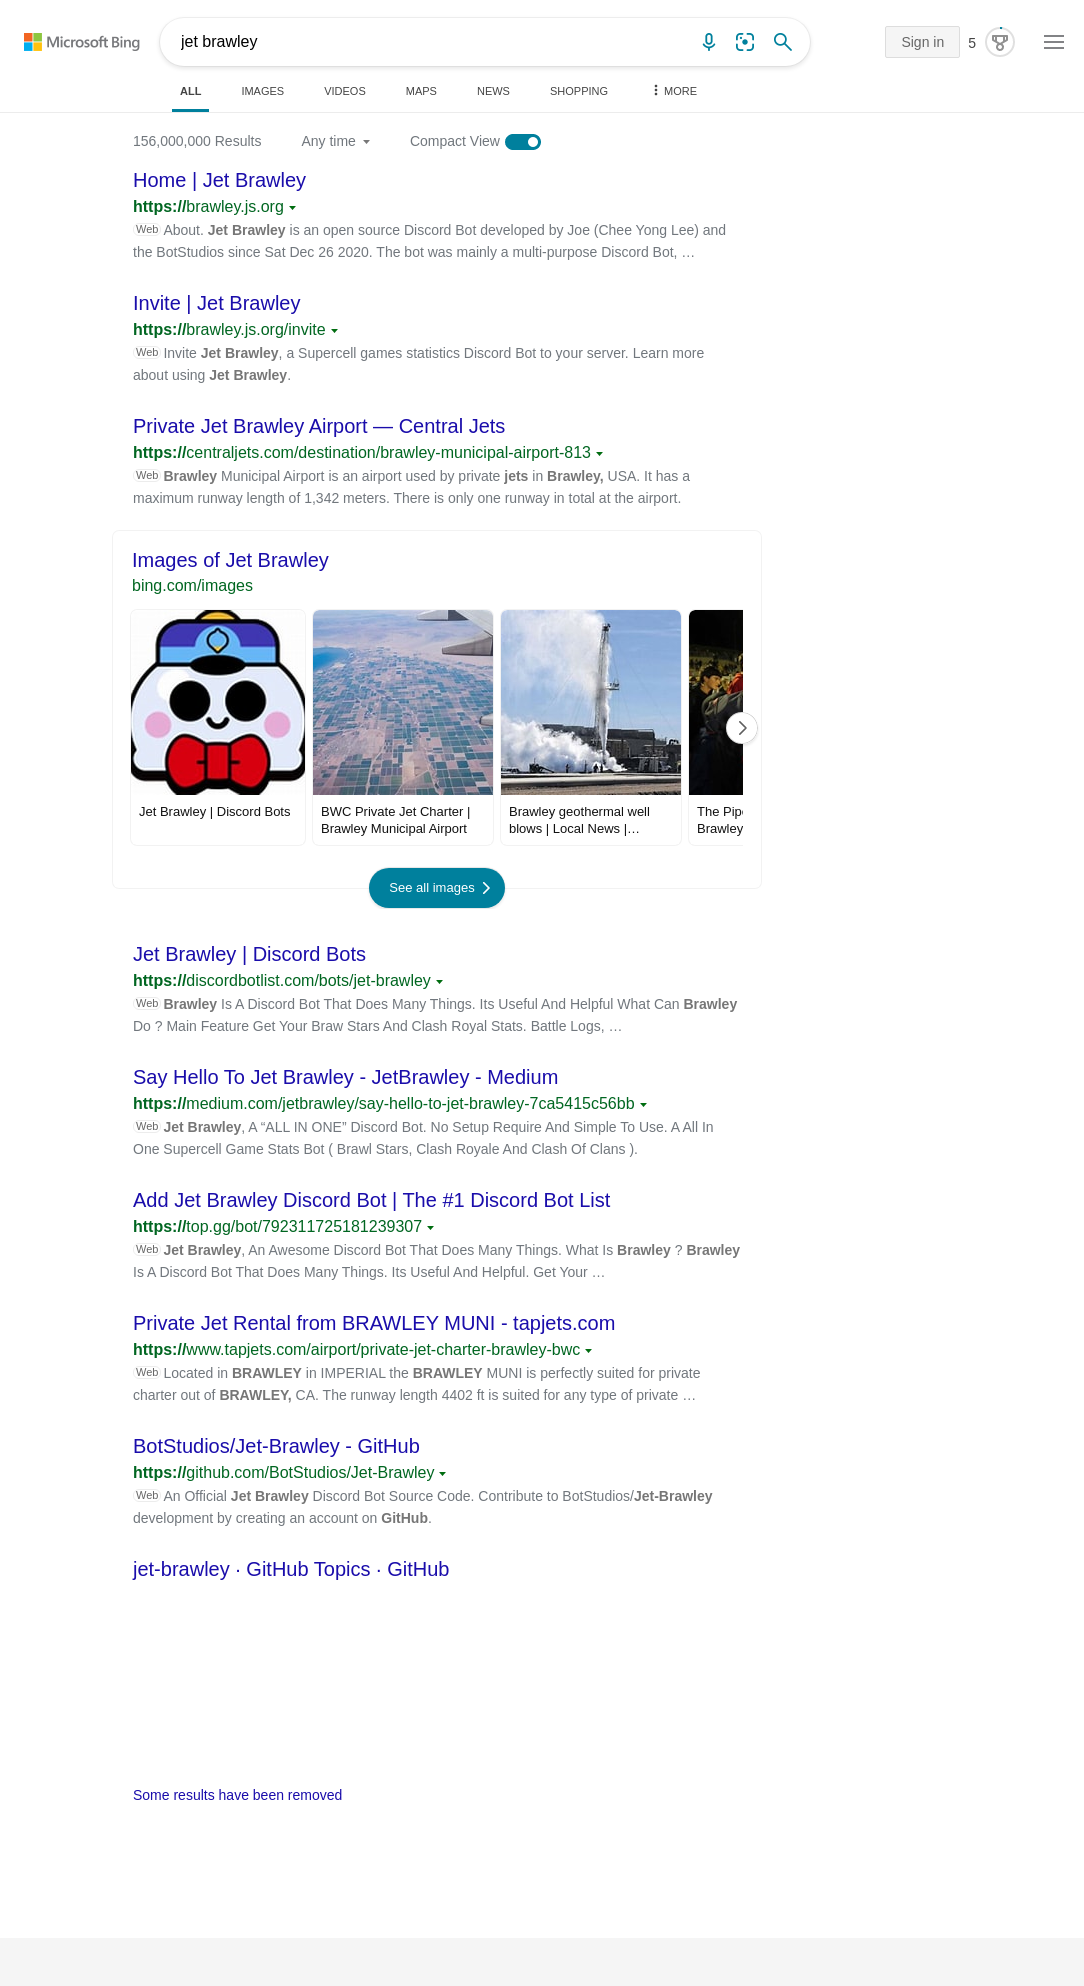 Microsoft Bing
jet brawley
Sign in
5
ALL
IMAGES
VIDEOS
MAPS
NEWS
SHOPPING
MORE
156,000,000 Results
Any time
Compact View
Home | Jet Brawley
https://brawley.js.org
Web About. Jet Brawley is an open source Discord Bot developed by Joe (Chee Yong Lee) and
the BotStudios since Sat Dec 26 2020. The bot was mainly a multi-purpose Discord Bot, …
Invite | Jet Brawley
https://brawley.js.org/invite
Web Invite Jet Brawley, a Supercell games statistics Discord Bot to your server. Learn more
about using Jet Brawley.
Private Jet Brawley Airport — Central Jets
https://centraljets.com/destination/brawley-municipal-airport-813
Web Brawley Municipal Airport is an airport used by private jets in Brawley, USA. It has a
maximum runway length of 1,342 meters. There is only one runway in total at the airport.
Images of Jet Brawley
bing.com/images
Jet Brawley | Discord Bots
BWC Private Jet Charter |
Brawley Municipal Airport
Brawley geothermal well
blows | Local News |…
The Pip
Brawley
See all images
Jet Brawley | Discord Bots
https://discordbotlist.com/bots/jet-brawley
Web Brawley Is A Discord Bot That Does Many Things. Its Useful And Helpful What Can Brawley
Do ? Main Feature Get Your Braw Stars And Clash Royal Stats. Battle Logs, …
Say Hello To Jet Brawley - JetBrawley - Medium
https://medium.com/jetbrawley/say-hello-to-jet-brawley-7ca5415c56bb
Web Jet Brawley, A “ALL IN ONE” Discord Bot. No Setup Require And Simple To Use. A All In
One Supercell Game Stats Bot ( Brawl Stars, Clash Royale And Clash Of Clans ).
Add Jet Brawley Discord Bot | The #1 Discord Bot List
https://top.gg/bot/792311725181239307
Web Jet Brawley, An Awesome Discord Bot That Does Many Things. What Is Brawley ? Brawley
Is A Discord Bot That Does Many Things. Its Useful And Helpful. Get Your …
Private Jet Rental from BRAWLEY MUNI - tapjets.com
https://www.tapjets.com/airport/private-jet-charter-brawley-bwc
Web Located in BRAWLEY in IMPERIAL the BRAWLEY MUNI is perfectly suited for private
charter out of BRAWLEY, CA. The runway length 4402 ft is suited for any type of private …
BotStudios/Jet-Brawley - GitHub
https://github.com/BotStudios/Jet-Brawley
Web An Official Jet Brawley Discord Bot Source Code. Contribute to BotStudios/Jet-Brawley
development by creating an account on GitHub.
jet-brawley · GitHub Topics · GitHub
Some results have been removed